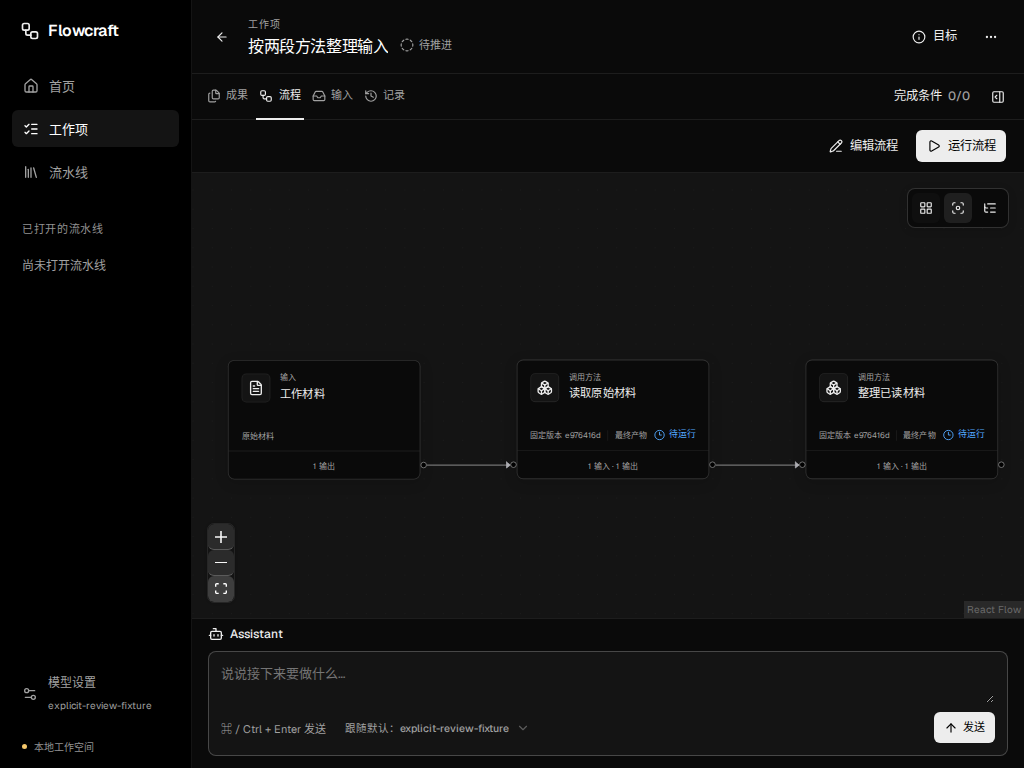 Flowcraft
首页
工作项
流水线
已打开的流水线
尚未打开流水线
模型设置
explicit-review-fixture
本地工作空间
工作项
按两段方法整理输入
待推进
目标
成果
流程
输入
记录
完成条件 0/0
编辑流程
运行流程
输入
工作材料
原始材料
1 输出
调用方法
读取原始材料
固定版本 e976416d
最终产物
待运行
1 输入 · 1 输出
调用方法
整理已读材料
固定版本 e976416d
最终产物
待运行
1 输入 · 1 输出
React Flow
Assistant
说说接下来要做什么…
⌘ / Ctrl + Enter 发送
跟随默认：explicit-review-fixture
发送